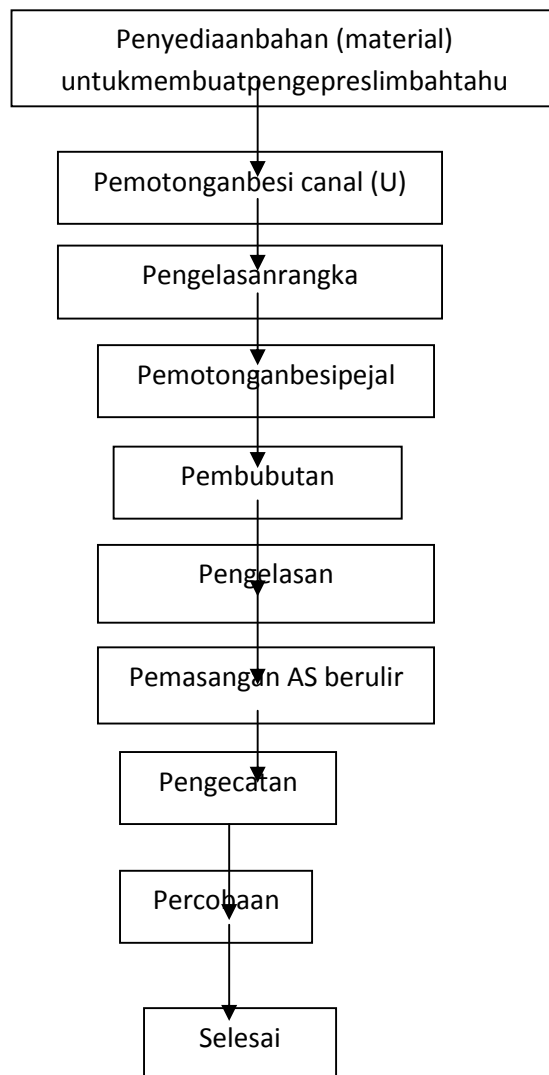 Penyediaanbahan (material)
untukmembuatpengepreslimbahtahu
Pemotonganbesi canal (U)
Pengelasanrangka
Pemotonganbesipejal
Pembubutan
Pengelasan
Pemasangan AS berulir
Pengecatan
Percobaan
Selesai